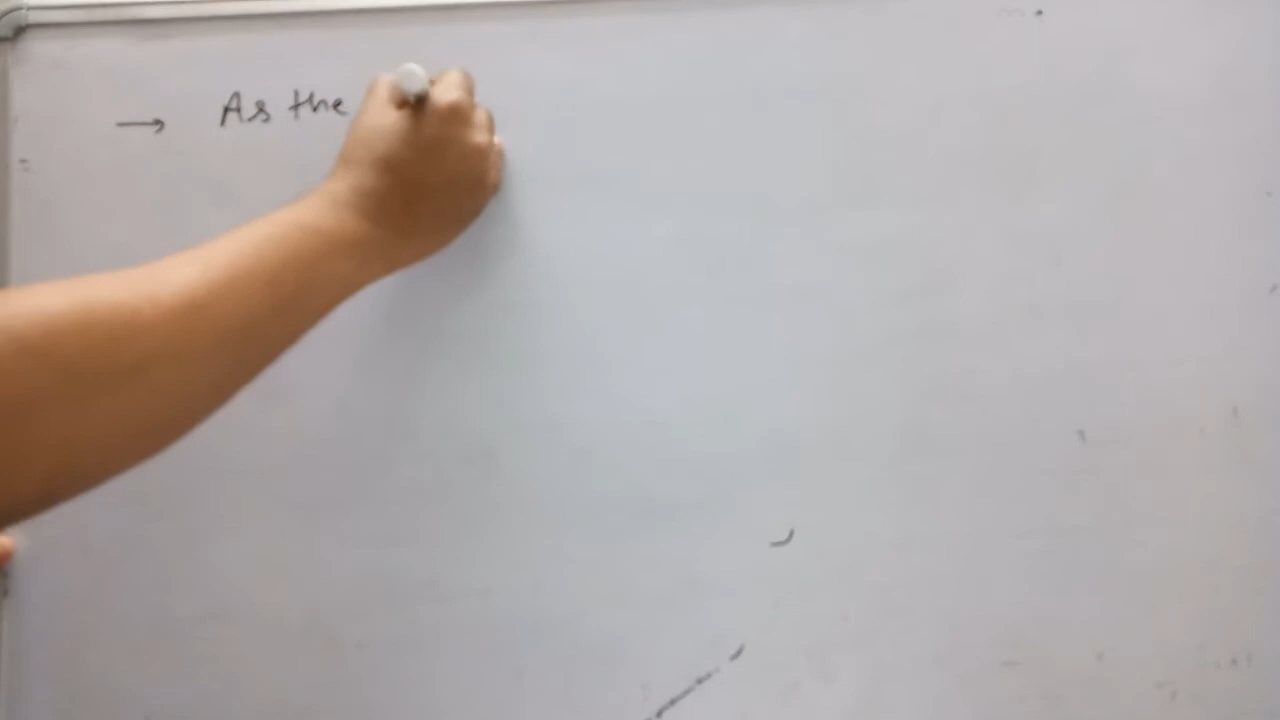 → As the